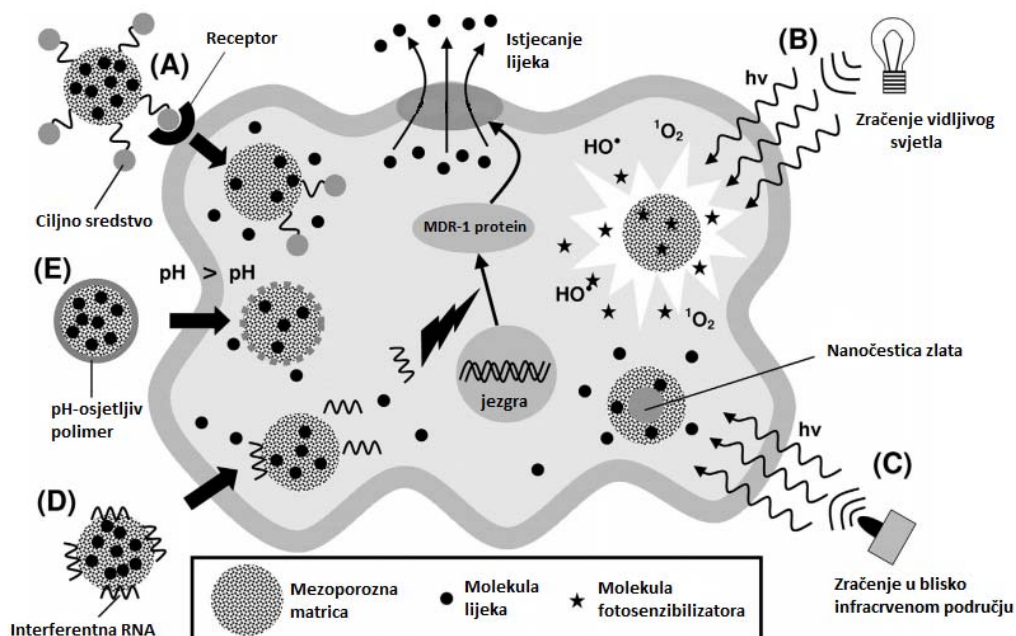 (A)
Receptor
Ciljno sredstvo
Istjecanje
lijeka
(B)
hν
Zračenje vidljivog
svjetla
HO•
¹O₂
MDR-1 protein
HO•
¹O₂
(E)
pH > pH
pH-osjetljiv
polimer
jezgra
Nanočestica zlata
hν
(C)
Zračenje u blisko
infracrvenom području
(D)
Interferentna RNA
Mezoporozna
matrica
Molekula
lijeka
Molekula
fotosenzibilizatora